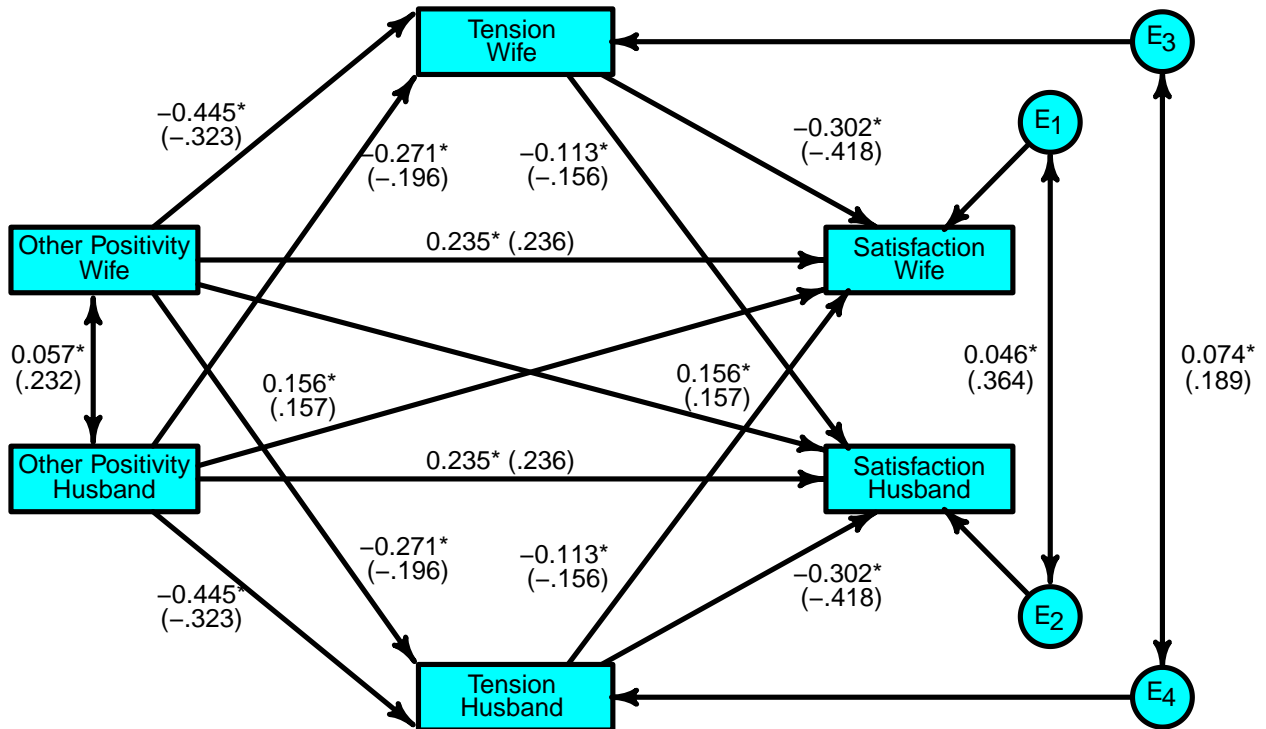 Tension
Wife
E3
−0.445*
(−.323)
−0.271*
(−.196)
−0.113*
(−.156)
−0.302*
(−.418)
E1
Other Positivity
Wife
0.235* (.236)
Satisfaction
Wife
0.057*
(.232)
0.156*
(.157)
0.156*
(.157)
0.046*
(.364)
0.074*
(.189)
Other Positivity
Husband
0.235* (.236)
Satisfaction
Husband
−0.445*
(−.323)
−0.271*
(−.196)
−0.113*
(−.156)
−0.302*
(−.418)
E2
Tension
Husband
E4